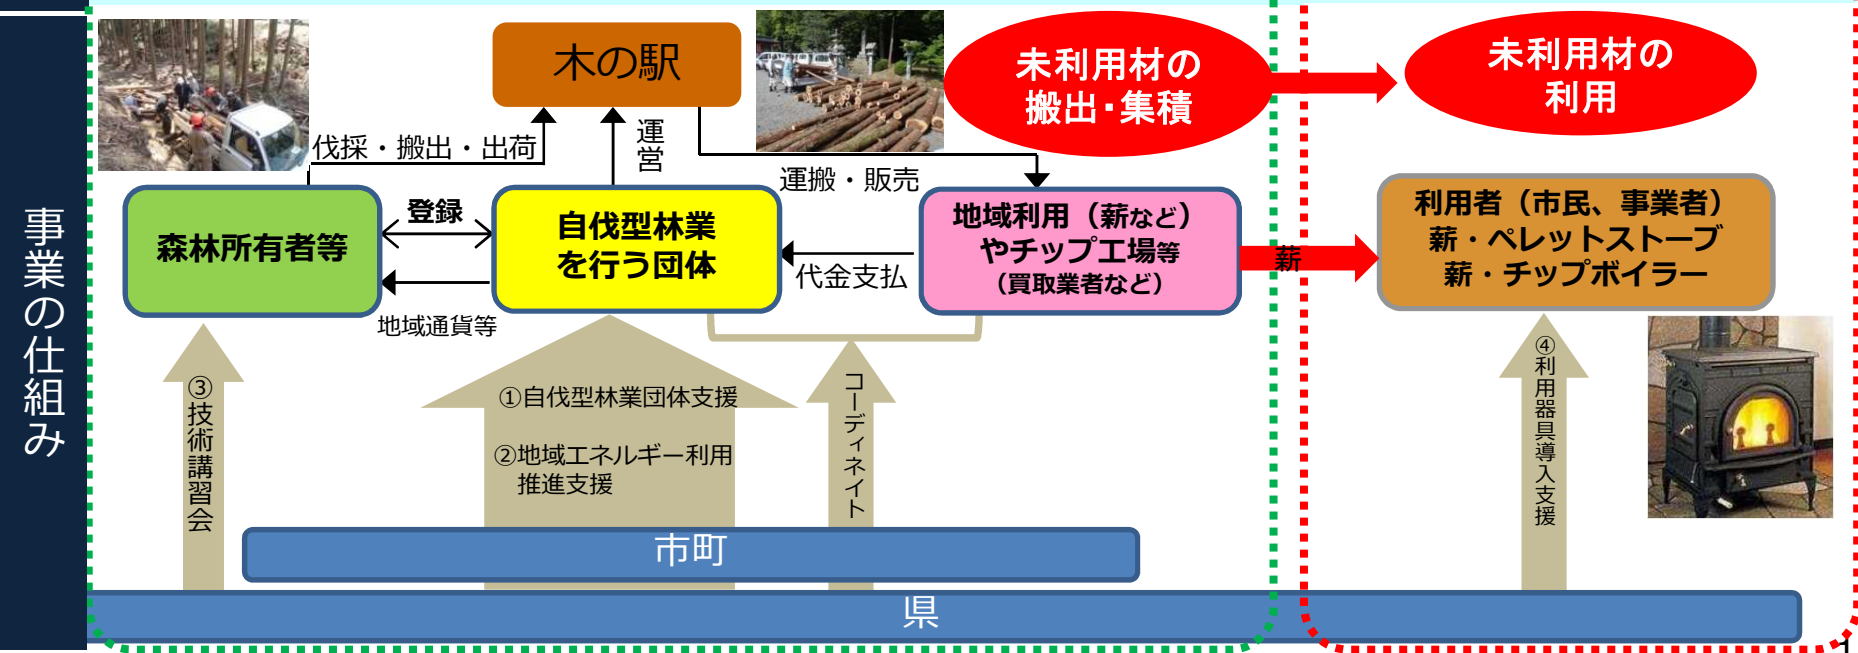 事業の仕組み
木の駅
未利用材の
搬出・集積
未利用材の
利用
伐採・搬出・出荷
運営
運搬・販売
森林所有者等
登録
自伐型林業
を行う団体
地域利用（薪など）
やチップ工場等
（買取業者など）
代金支払
薪
利用者（市民、事業者）
薪・ペレットストーブ
薪・チップボイラー
地域通貨等
③技術講習会
①自伐型林業団体支援
②地域エネルギー利用
推進支援
コーディネイト
④利用器具導入支援
市町
県
1